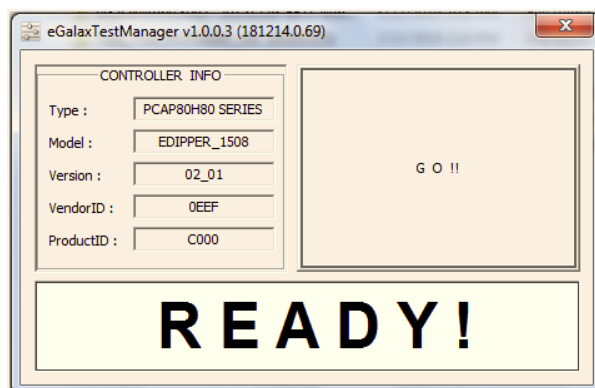 eGalaxTestManager v1.0.0.3 (181214.0.69)
CONTROLLER INFO
Type : PCAP80H80 SERIES
Model : EDIPPER_1508
Version : 02_01
VendorID : 0EEF
ProductID : C000
G O !!
READY!